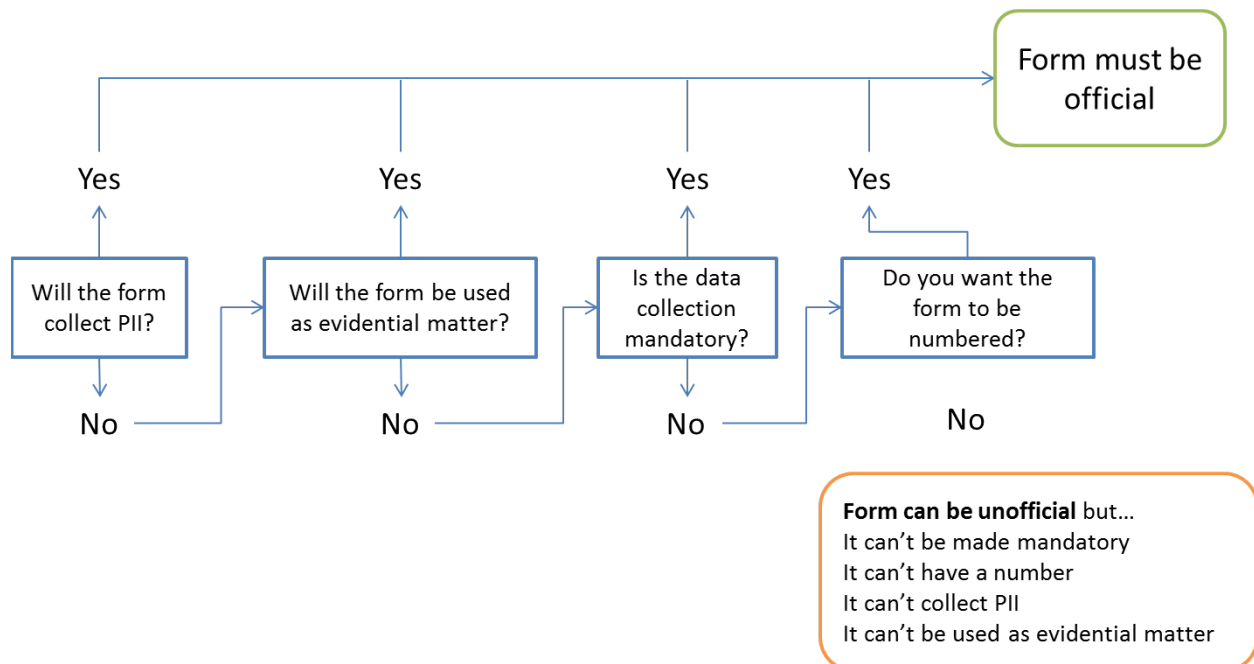 Form must be
official
Yes
Yes
Yes
Yes
Will the form
collect PII?
Will the form be used
as evidential matter?
Is the data
collection
mandatory?
Do you want the
form to be
numbered?
No
No
No
No
Form can be unofficial but…
It can’t be made mandatory
It can’t have a number
It can’t collect PII
It can’t be used as evidential matter